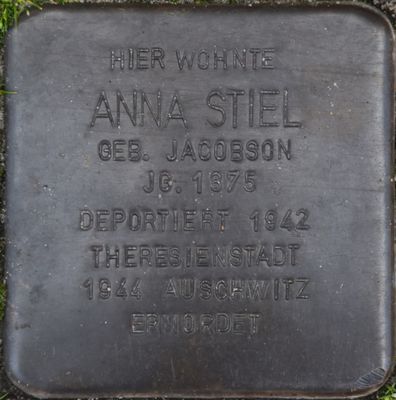 HIER WOHNTE
ANNA STIEL
GEB. JACOBSON
JG. 1875
DEPORTIERT 1942
THERESIENSTADT
1944 AUSCHWITZ
ERMORDET